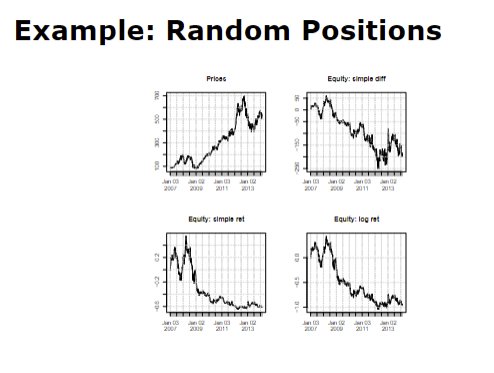 Example: Random Positions
Prices
700
500
300
100
Jan 03
2007
Jan 02
2009
Jan 03
2011
Jan 02
2013
Equity: simple diff
50
0
-50
-150
-250
Jan 03
2007
Jan 02
2009
Jan 03
2011
Jan 02
2013
Equity: simple ret
0.2
-0.2
Jan 03
2007
Jan 02
2009
Jan 03
2011
Jan 02
2013
Equity: log ret
0.0
-0.5
-1.0
Jan 03
2007
Jan 02
2009
Jan 03
2011
Jan 02
2013